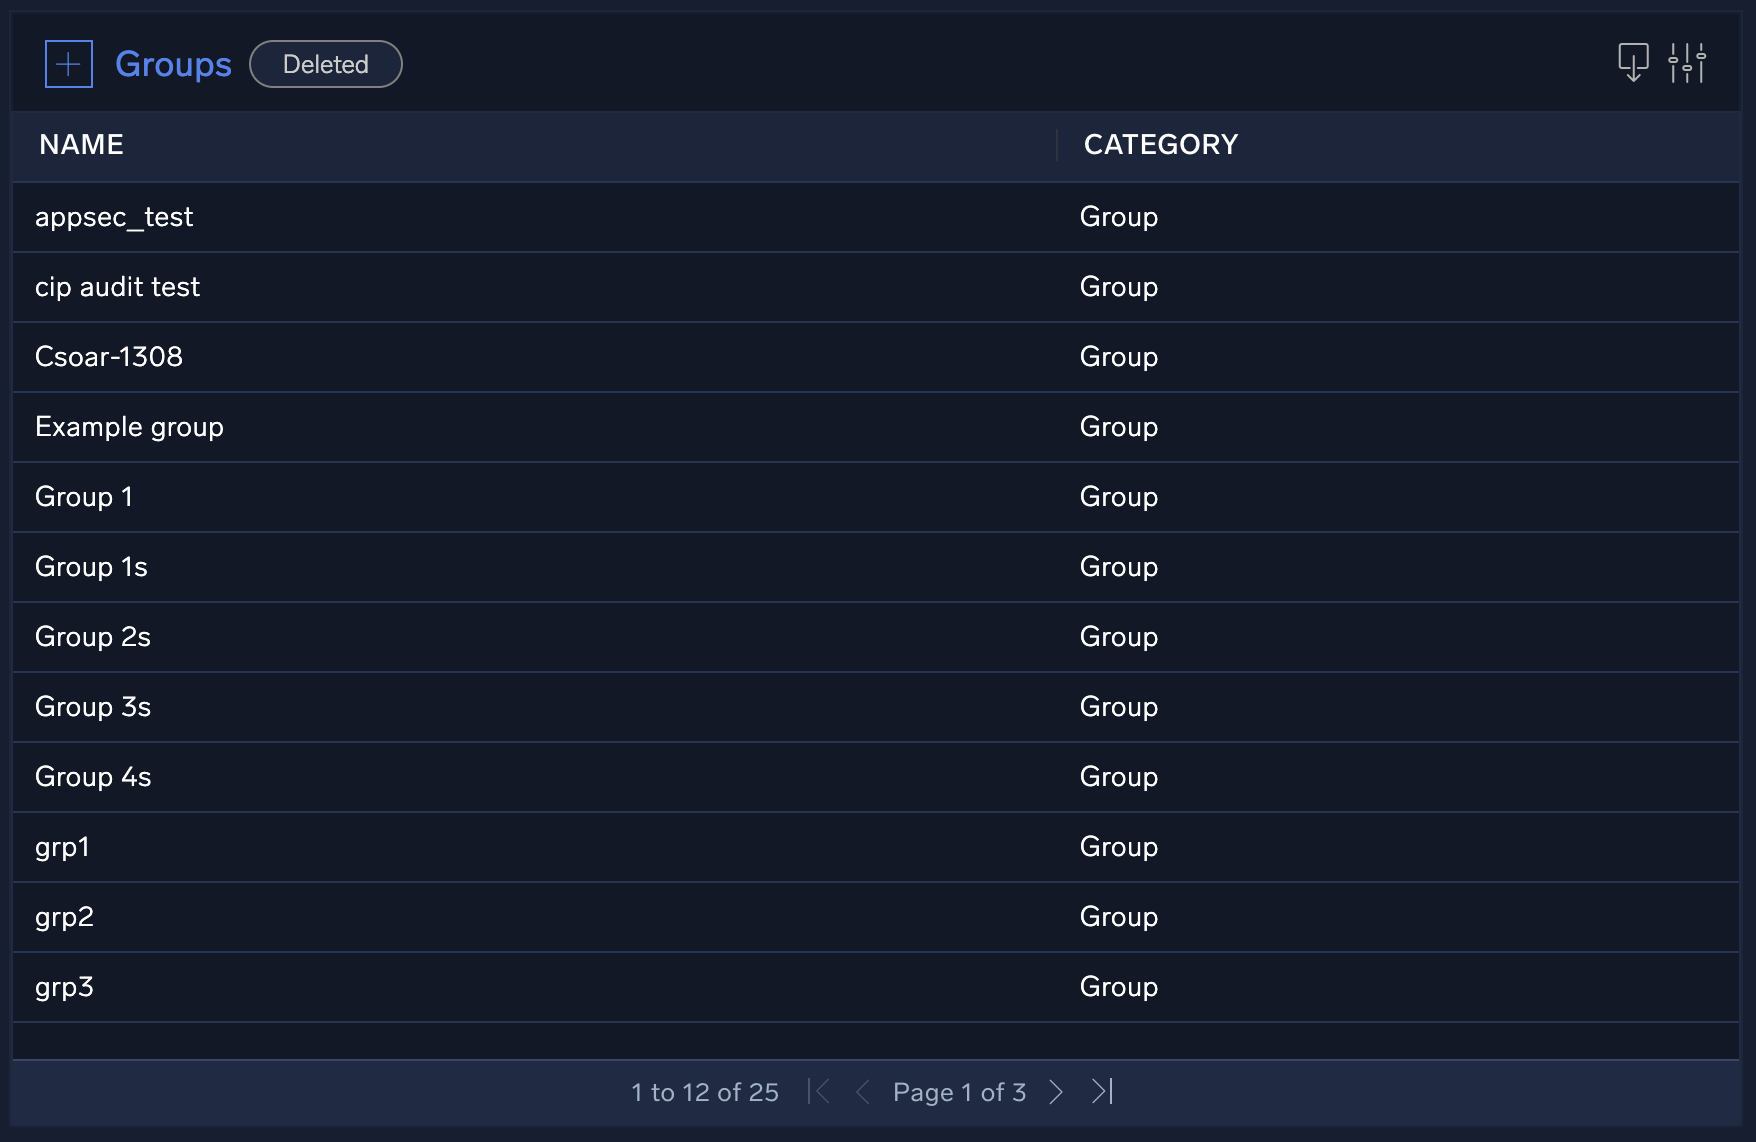 Groups Deleted
NAME CATEGORY
appsec_test Group
cip audit test Group
Csoar-1308 Group
Example group Group
Group 1 Group
Group 1s Group
Group 2s Group
Group 3s Group
Group 4s Group
grp1 Group
grp2 Group
grp3 Group
1 to 12 of 25 Page 1 of 3